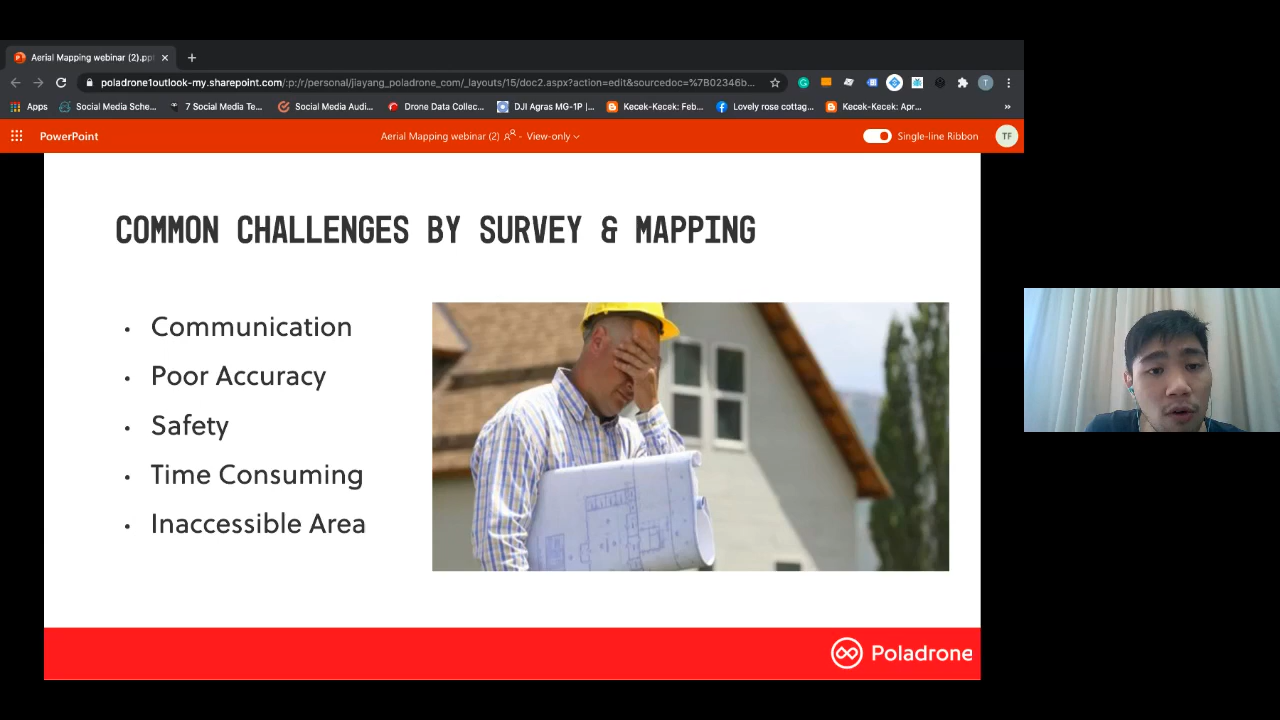 Aerial Mapping webinar (2).ppt
poladrone1outlook-my.sharepoint.com/:p:/r/personal/jiayang_poladrone_com/_layouts/15/doc2.aspx?action=edit&sourcedoc=%7B02346b...
T
Apps
Social Media Sche...
7 Social Media Te...
Social Media Audi...
Drone Data Collec...
DJI Agras MG-1P |...
Kecek-Kecek: Feb...
Lovely rose cottag...
Kecek-Kecek: Apr...
»
PowerPoint
Aerial Mapping webinar (2) - View-only
Single-line Ribbon
TF
COMMON CHALLENGES BY SURVEY & MAPPING
• Communication
• Poor Accuracy
• Safety
• Time Consuming
• Inaccessible Area
Poladrone